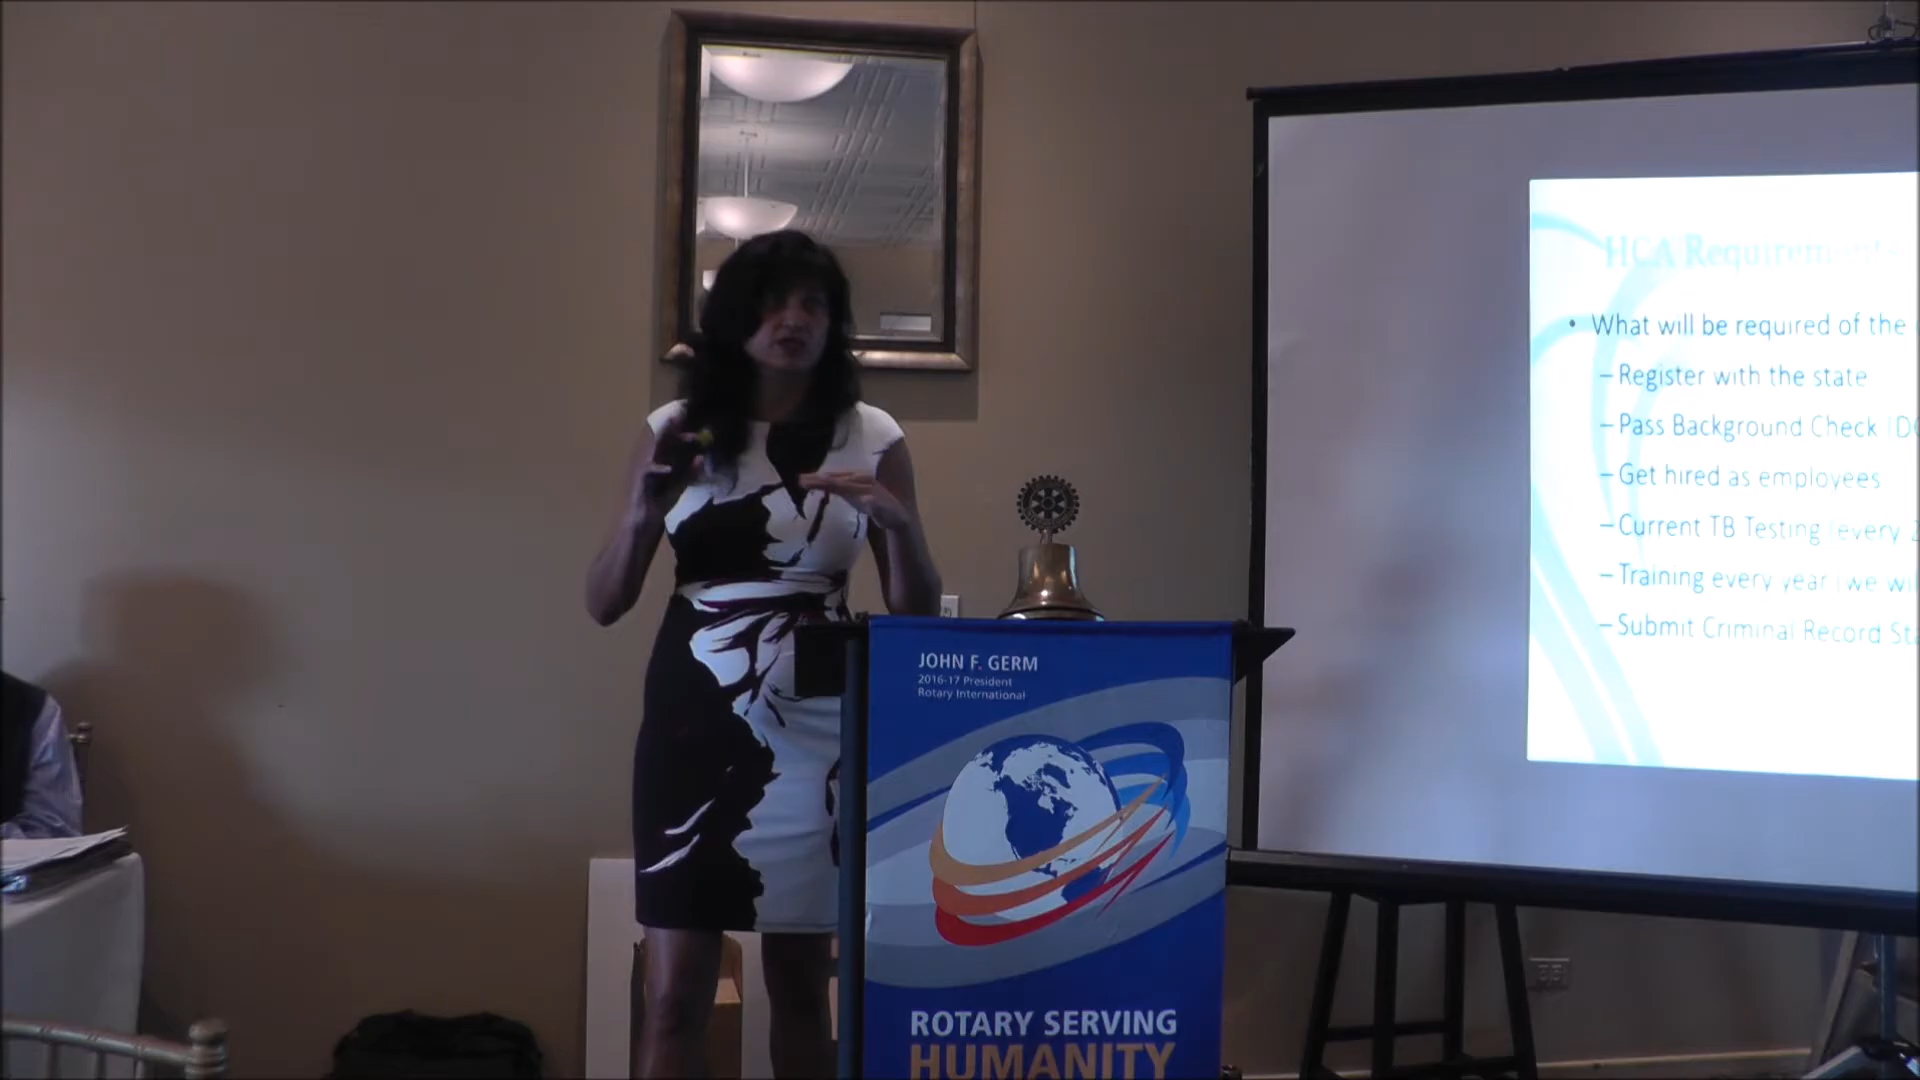 JOHN F. GERM
2016-17 President
Rotary International
ROTARY SERVING
HUMANITY
HCA Requirements
• What will be required of the
– Register with the state
– Pass Background Check
– Get hired as employees
– Current TB Testing (every
– Training every year (we
– Submit Criminal Record